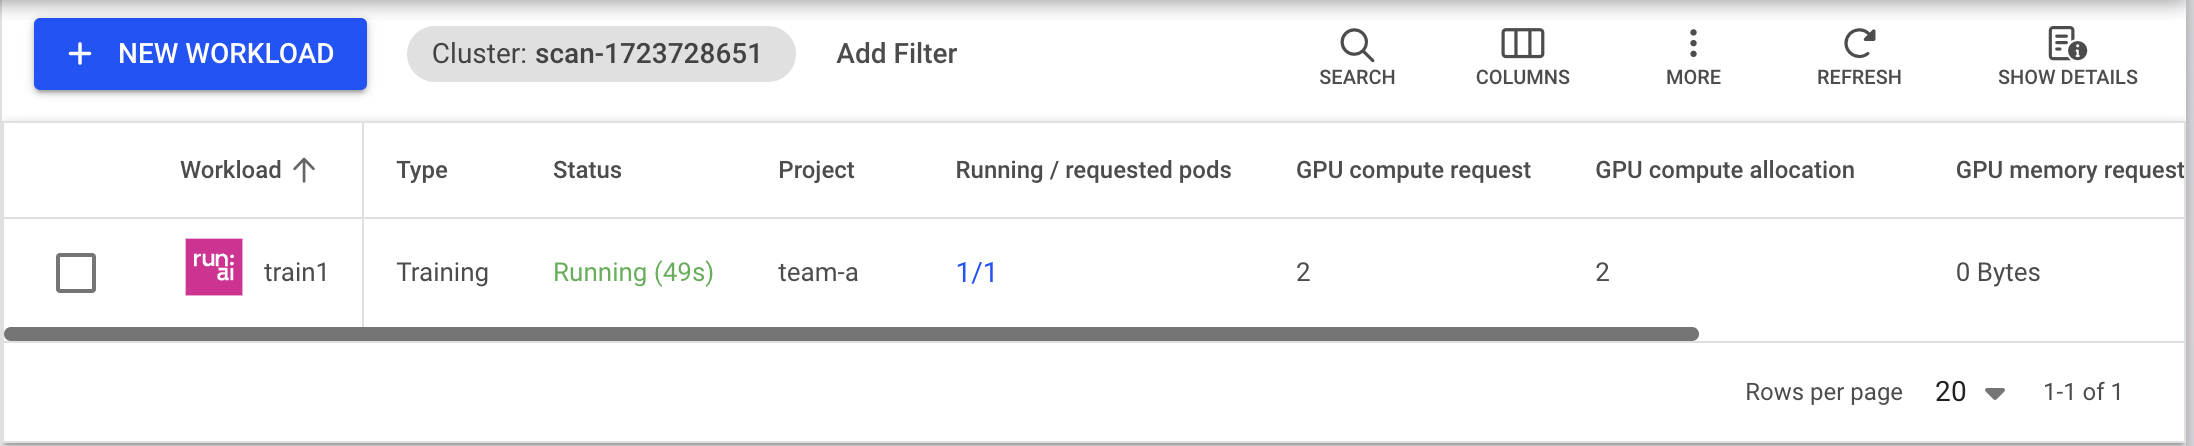 + NEW WORKLOAD
Cluster: scan-1723728651
Add Filter
SEARCH
COLUMNS
MORE
REFRESH
SHOW DETAILS
Workload
Type
Status
Project
Running / requested pods
GPU compute request
GPU compute allocation
GPU memory request
run:
ai
train1
Training
Running (49s)
team-a
1/1
2
2
0 Bytes
Rows per page
20
1-1 of 1